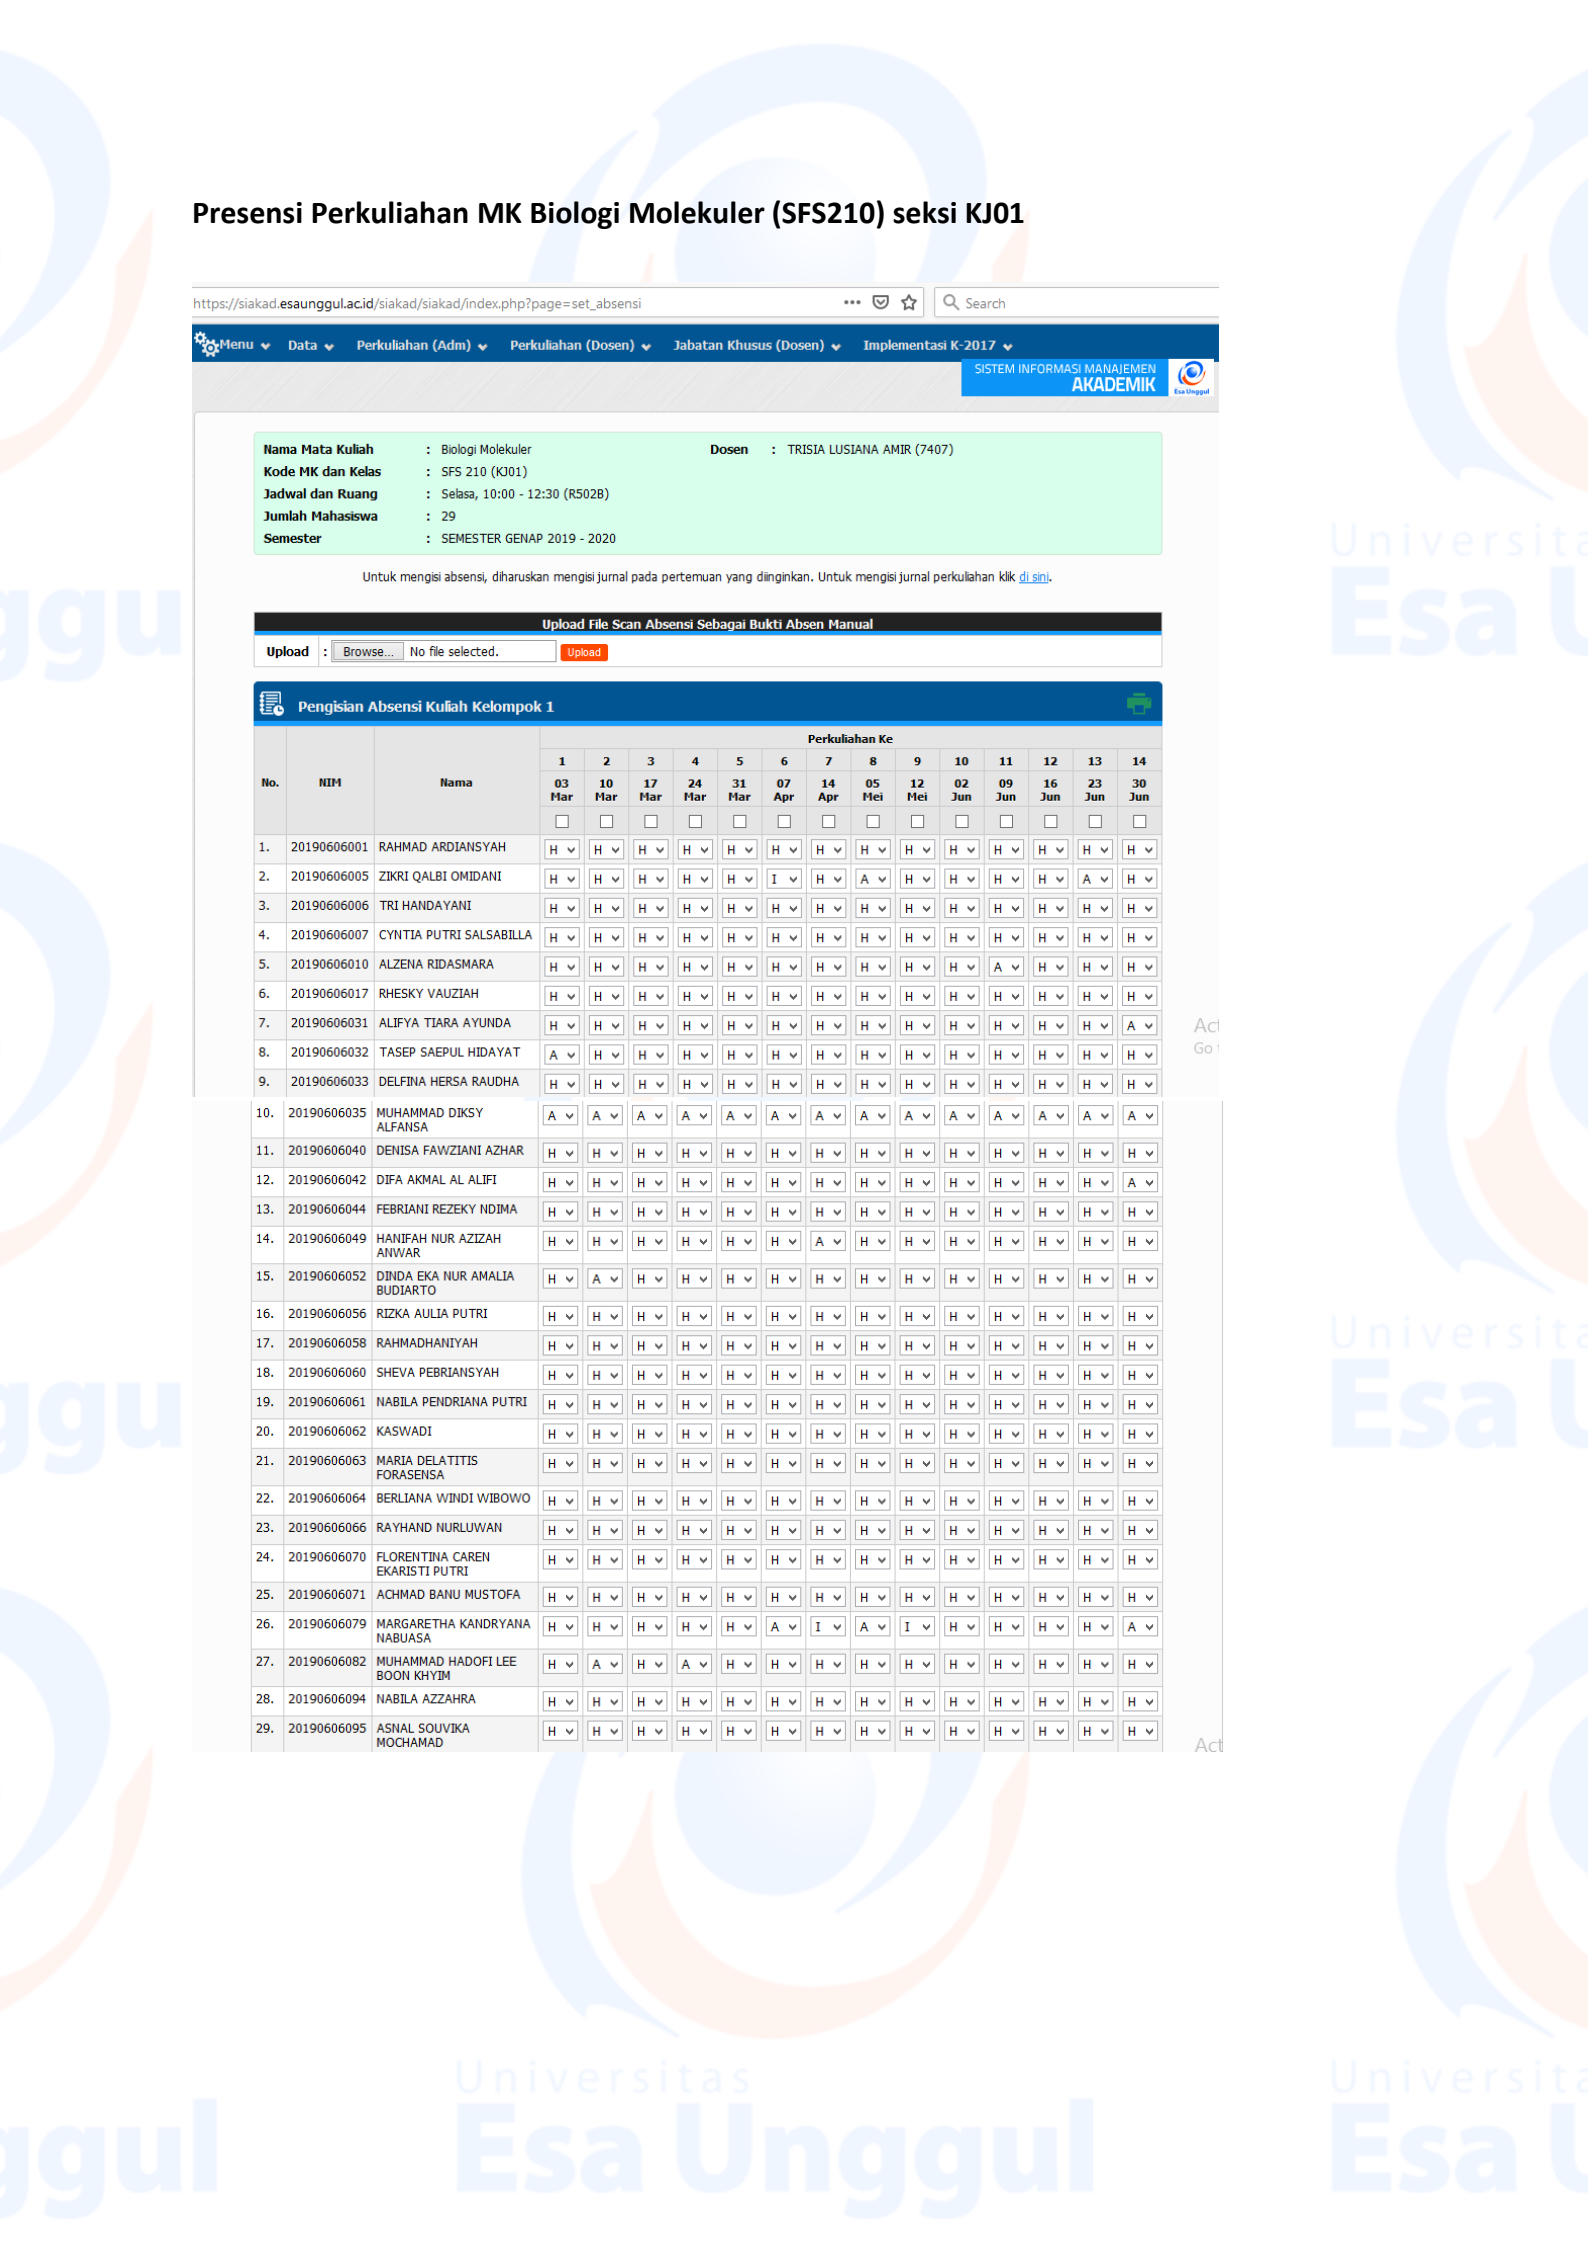 Presensi Perkuliahan MK Biologi Molekuler (SFS210) seksi KJ01
https://siakad.esaunggul.ac.id/siakad/siakad/index.php?page=set_absensi ••• Search
Menu Data Perkuliahan (Adm) Perkuliahan (Dosen) Jabatan Khusus (Dosen) Implementasi K-2017
SISTEM INFORMASI MANAJEMEN
AKADEMIK
Esa Unggul
Nama Mata Kuliah : Biologi Molekuler Dosen : TRISIA LUSIANA AMIR (7407)
Kode MK dan Kelas : SFS 210 (KJ01)
Jadwal dan Ruang : Selasa, 10:00 - 12:30 (R502B)
Jumlah Mahasiswa : 29
Semester : SEMESTER GENAP 2019 - 2020
Untuk mengisi absensi, diharuskan mengisi jurnal pada pertemuan yang diinginkan. Untuk mengisi jurnal perkuliahan klik di sini.
Upload File Scan Absensi Sebagai Bukti Absen Manual
Upload : Browse... No file selected. Upload
Pengisian Absensi Kuliah Kelompok 1
No. NIM Nama Perkuliahan Ke
1 2 3 4 5 6 7 8 9 10 11 12 13 14
03 Mar 10 Mar 17 Mar 24 Mar 31 Mar 07 Apr 14 Apr 05 Mei 12 Mei 02 Jun 09 Jun 16 Jun 23 Jun 30 Jun
1. 20190606001 RAHMAD ARDIANSYAH H H H H H H H H H H H H H H
2. 20190606005 ZIKRI QALBI OMIDANI H H H H H I H A H H H H A H
3. 20190606006 TRI HANDAYANI H H H H H H H H H H H H H H
4. 20190606007 CYNTIA PUTRI SALSABILLA H H H H H H H H H H H H H H
5. 20190606010 ALZENA RIDASMARA H H H H H H H H H H A H H H
6. 20190606017 RHESKY VAUZIAH H H H H H H H H H H H H H H
7. 20190606031 ALIFYA TIARA AYUNDA H H H H H H H H H H H H H A
8. 20190606032 TASEP SAEPUL HIDAYAT A H H H H H H H H H H H H H
9. 20190606033 DELFINA HERSA RAUDHA H H H H H H H H H H H H H H
10. 20190606035 MUHAMMAD DIKSY ALFANSA A A A A A A A A A A A A A A
11. 20190606040 DENISA FAWZIANI AZHAR H H H H H H H H H H H H H H
12. 20190606042 DIFA AKMAL AL ALIFI H H H H H H H H H H H H H A
13. 20190606044 FEBRIANI REZEKY NDIMA H H H H H H H H H H H H H H
14. 20190606049 HANIFAH NUR AZIZAH ANWAR H H H H H H A H H H H H H H
15. 20190606052 DINDA EKA NUR AMALIA BUDIARTO H A H H H H H H H H H H H H
16. 20190606056 RIZKA AULIA PUTRI H H H H H H H H H H H H H H
17. 20190606058 RAHMADHANIYAH H H H H H H H H H H H H H H
18. 20190606060 SHEVA PEBRIANSYAH H H H H H H H H H H H H H H
19. 20190606061 NABILA PENDRIANA PUTRI H H H H H H H H H H H H H H
20. 20190606062 KASWADI H H H H H H H H H H H H H H
21. 20190606063 MARIA DELATITIS FORASENSA H H H H H H H H H H H H H H
22. 20190606064 BERLIANA WINDI WIBOWO H H H H H H H H H H H H H H
23. 20190606066 RAYHAND NURLUWAN H H H H H H H H H H H H H H
24. 20190606070 FLORENTINA CAREN EKARISTI PUTRI H H H H H H H H H H H H H H
25. 20190606071 ACHMAD BANU MUSTOFA H H H H H H H H H H H H H H
26. 20190606079 MARGARETHA KANDRYANA NABUASA H H H H H A I A I H H H H A
27. 20190606082 MUHAMMAD HADOFI LEE BOON KHYIM H A H A H H H H H H H H H H
28. 20190606094 NABILA AZZAHRA H H H H H H H H H H H H H H
29. 20190606095 ASNAL SOUVIKA MOCHAMAD H H H H H H H H H H H H H H
Universitas
Esa Unggul